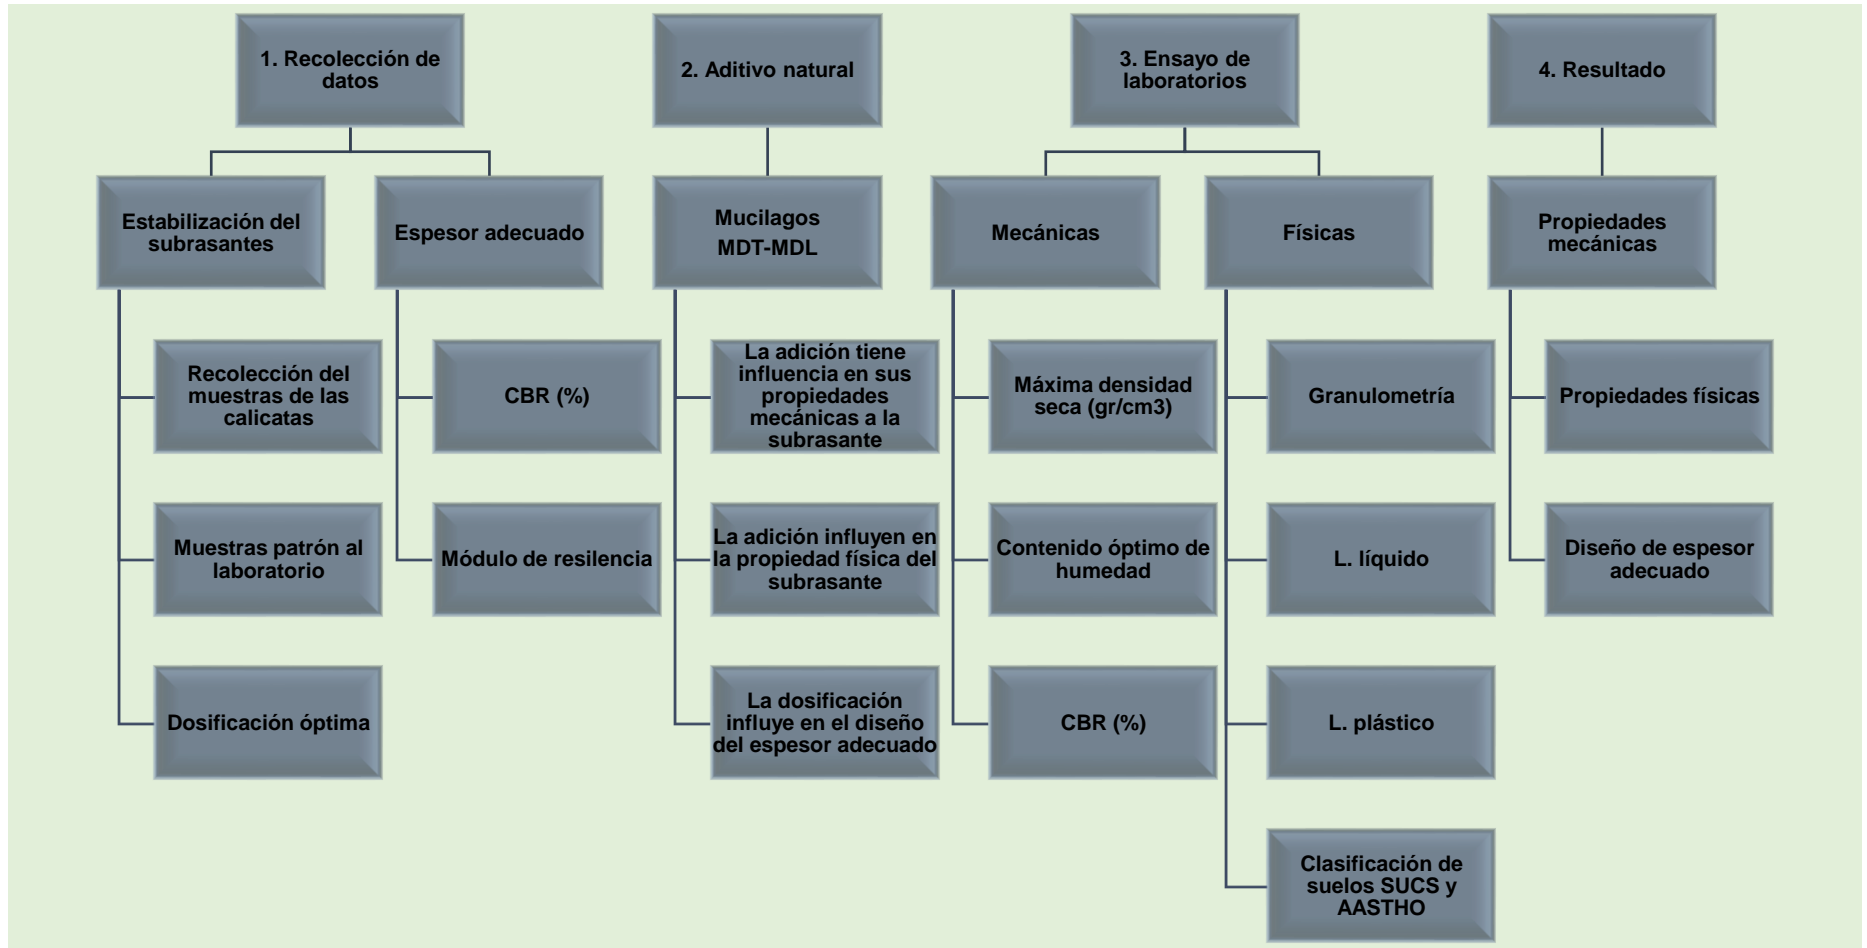 1. Recolección de
datos
2. Aditivo natural
3. Ensayo de
laboratorios
4. Resultado
Estabilización del
subrasantes
Espesor adecuado
Mucilagos
MDT-MDL
Mecánicas
Físicas
Propiedades
mecánicas
Recolección del
muestras de las
calicatas
CBR (%)
La adición tiene
influencia en sus
propiedades
mecánicas a la
subrasante
Máxima densidad
seca (gr/cm3)
Granulometría
Propiedades físicas
Muestras patrón al
laboratorio
Módulo de resilencia
La adición influyen en
la propiedad física del
subrasante
Contenido óptimo de
humedad
L. líquido
Diseño de espesor
adecuado
Dosificación óptima
La dosificación
influye en el diseño
del espesor adecuado
CBR (%)
L. plástico
Clasificación de
suelos SUCS y
AASTHO